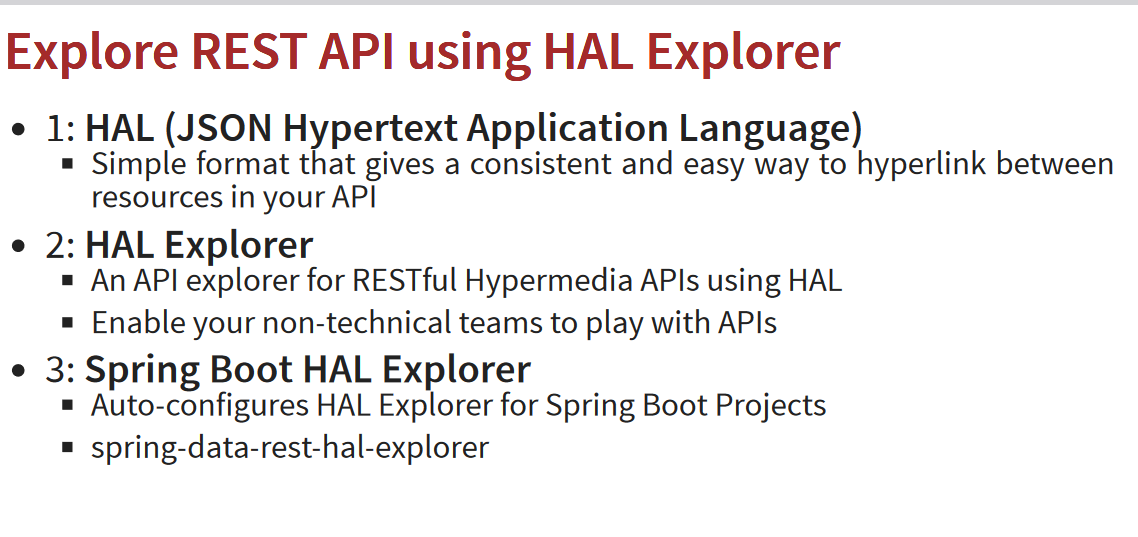 Explore REST API using HAL Explorer
• 1: HAL (JSON Hypertext Application Language)
▪ Simple format that gives a consistent and easy way to hyperlink between
resources in your API
• 2: HAL Explorer
▪ An API explorer for RESTful Hypermedia APIs using HAL
▪ Enable your non-technical teams to play with APIs
• 3: Spring Boot HAL Explorer
▪ Auto-configures HAL Explorer for Spring Boot Projects
▪ spring-data-rest-hal-explorer